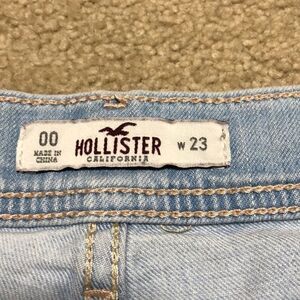 00
MADE IN
CHINA
HOLLISTER
CALIFORNIA
W 23